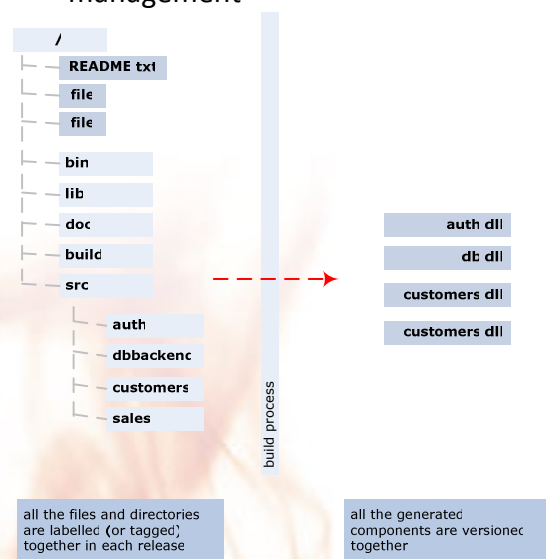 management
/
README txt
file
file
bin
lib
doc
build
src
auth
dbbackend
customers
sales
build process
auth dll
db dll
customers dll
customers dll
all the files and directories
are labelled (or tagged)
together in each release
all the generated
components are versioned
together